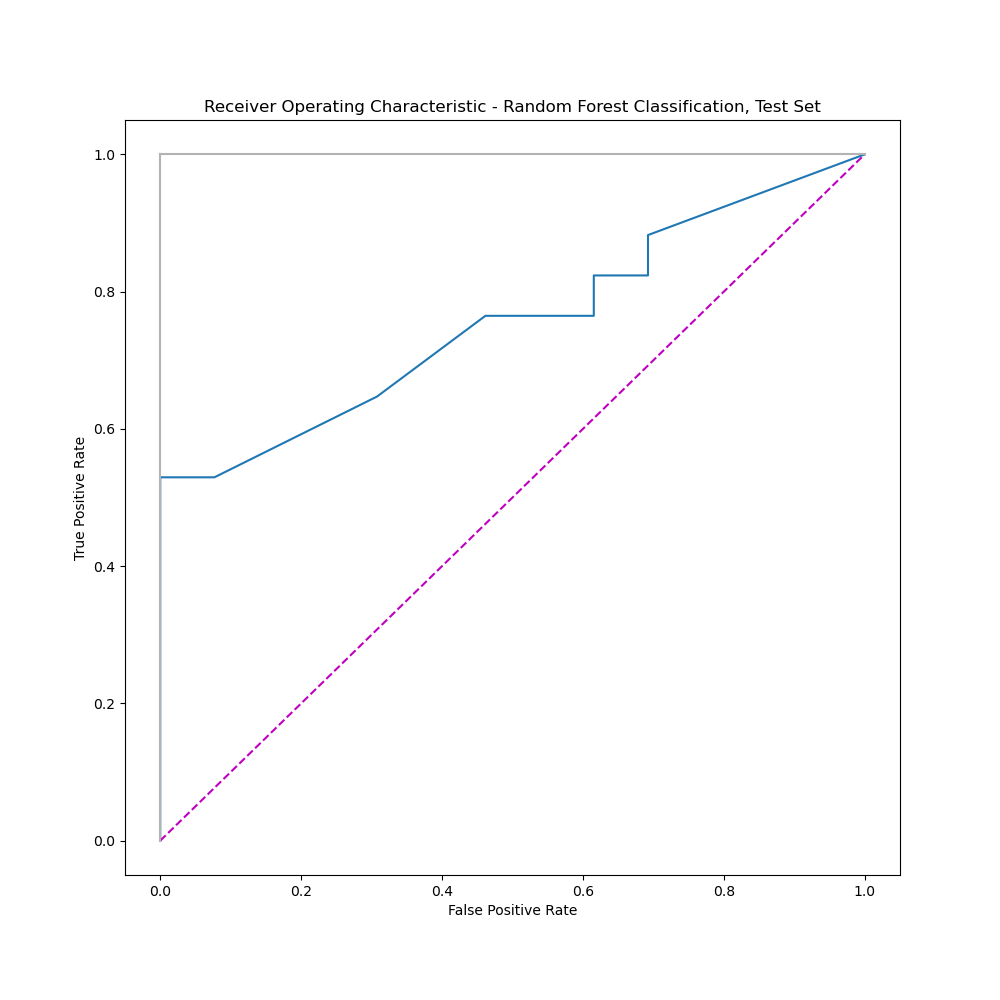 Receiver Operating Characteristic - Random Forest Classification, Test Set
1.0
0.8
0.6
0.4
0.2
0.0
True Positive Rate
0.0 0.2 0.4 0.6 0.8 1.0
False Positive Rate